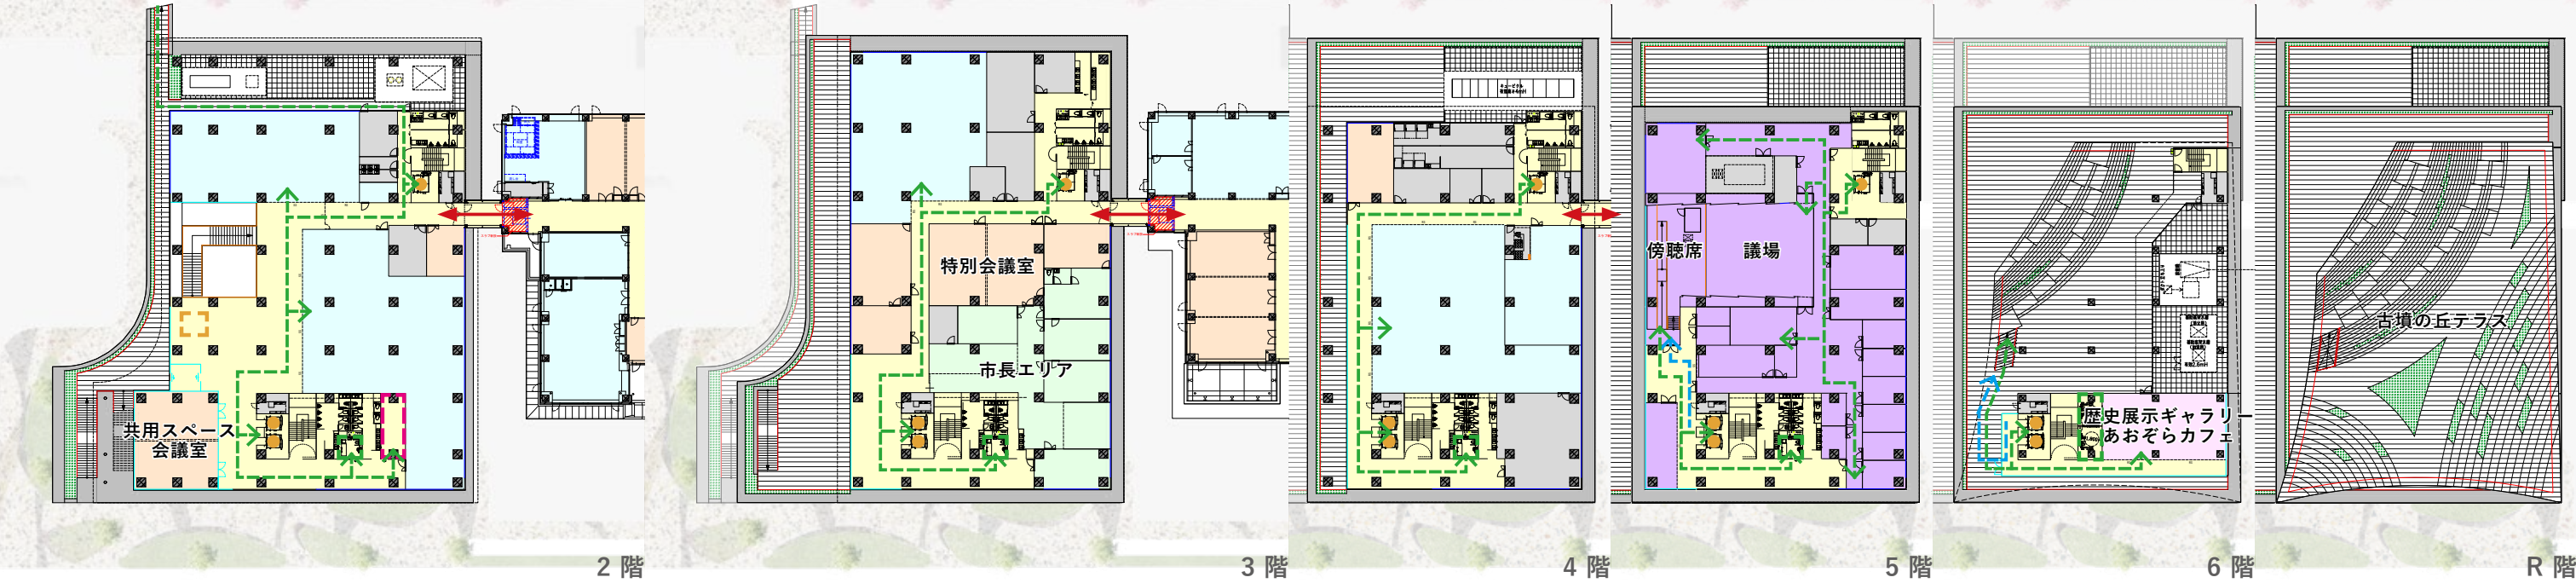 共用スペース
会議室
2 階
特別会議室
市長エリア
3 階
4 階
傍聴席
議場
5 階
歴史展示ギャラリー
あおぞらカフェ
6 階
古墳の丘テラス
R 階